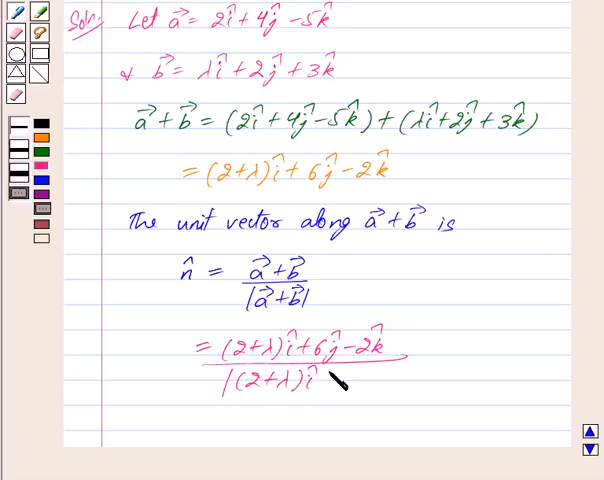 Soln. Let a⃗ = 2î + 4ĵ - 5k̂
& b⃗ = λî + 2ĵ + 3k̂
a⃗ + b⃗ = (2î + 4ĵ - 5k̂) + (λî + 2ĵ + 3k̂)
= (2+λ)î + 6ĵ - 2k̂
The unit vector along a⃗ + b⃗ is
n̂ = a⃗ + b⃗
|a⃗ + b⃗|
= (2+λ)î + 6ĵ - 2k̂
|(2+λ)î